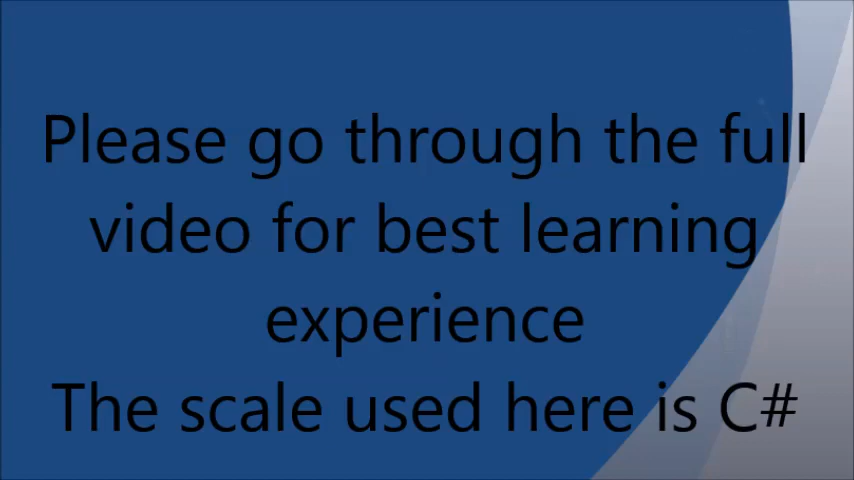 Please go through the full
video for best learning
experience
The scale used here is C#